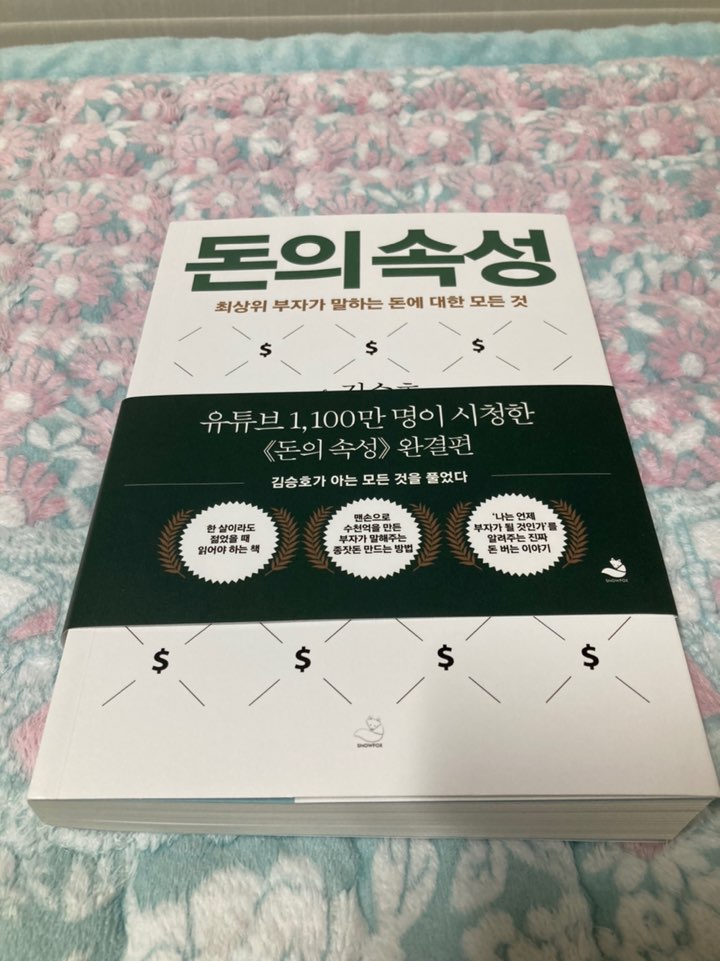 돈의 속성
최상위 부자가 말하는 돈에 대한 모든 것
$ $ $
유튜브 1,100만 명이 시청한
《돈의 속성》 완결편
김승호가 아는 모든 것을 풀었다
한 살이라도
젊었을 때
읽어야 하는 책
맨손으로
수천억을 만든
부자가 말해주는
종잣돈 만드는 방법
‘나는 언제
부자가 될 것인가’를
알려주는 진짜
돈 버는 이야기
SNOWFOX
$ $ $ $
SNOWFOX